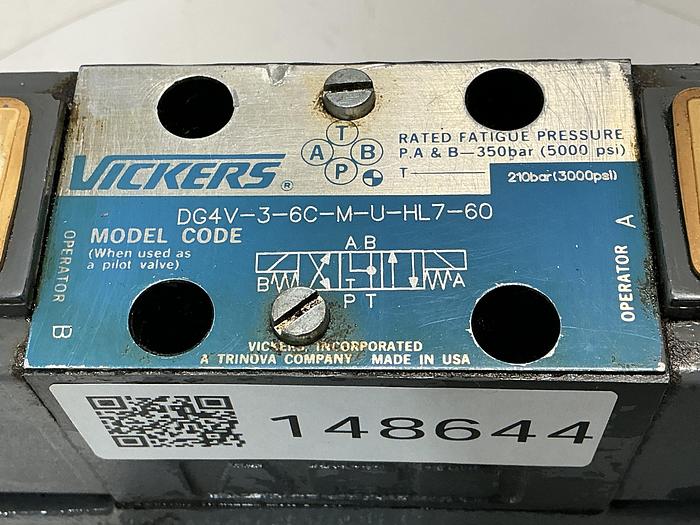 T
A B
P
VICKERS®
RATED FATIGUE PRESSURE
P.A & B—350bar (5000 psi)
T———— 210bar (3000psi)
DG4V-3-6C-M-U-HL7-60
MODEL CODE
(When used as
a pilot valve)
OPERATOR B
OPERATOR A
A B
B T A
P T
VICKERS INCORPORATED
A TRINOVA COMPANY MADE IN USA
148644